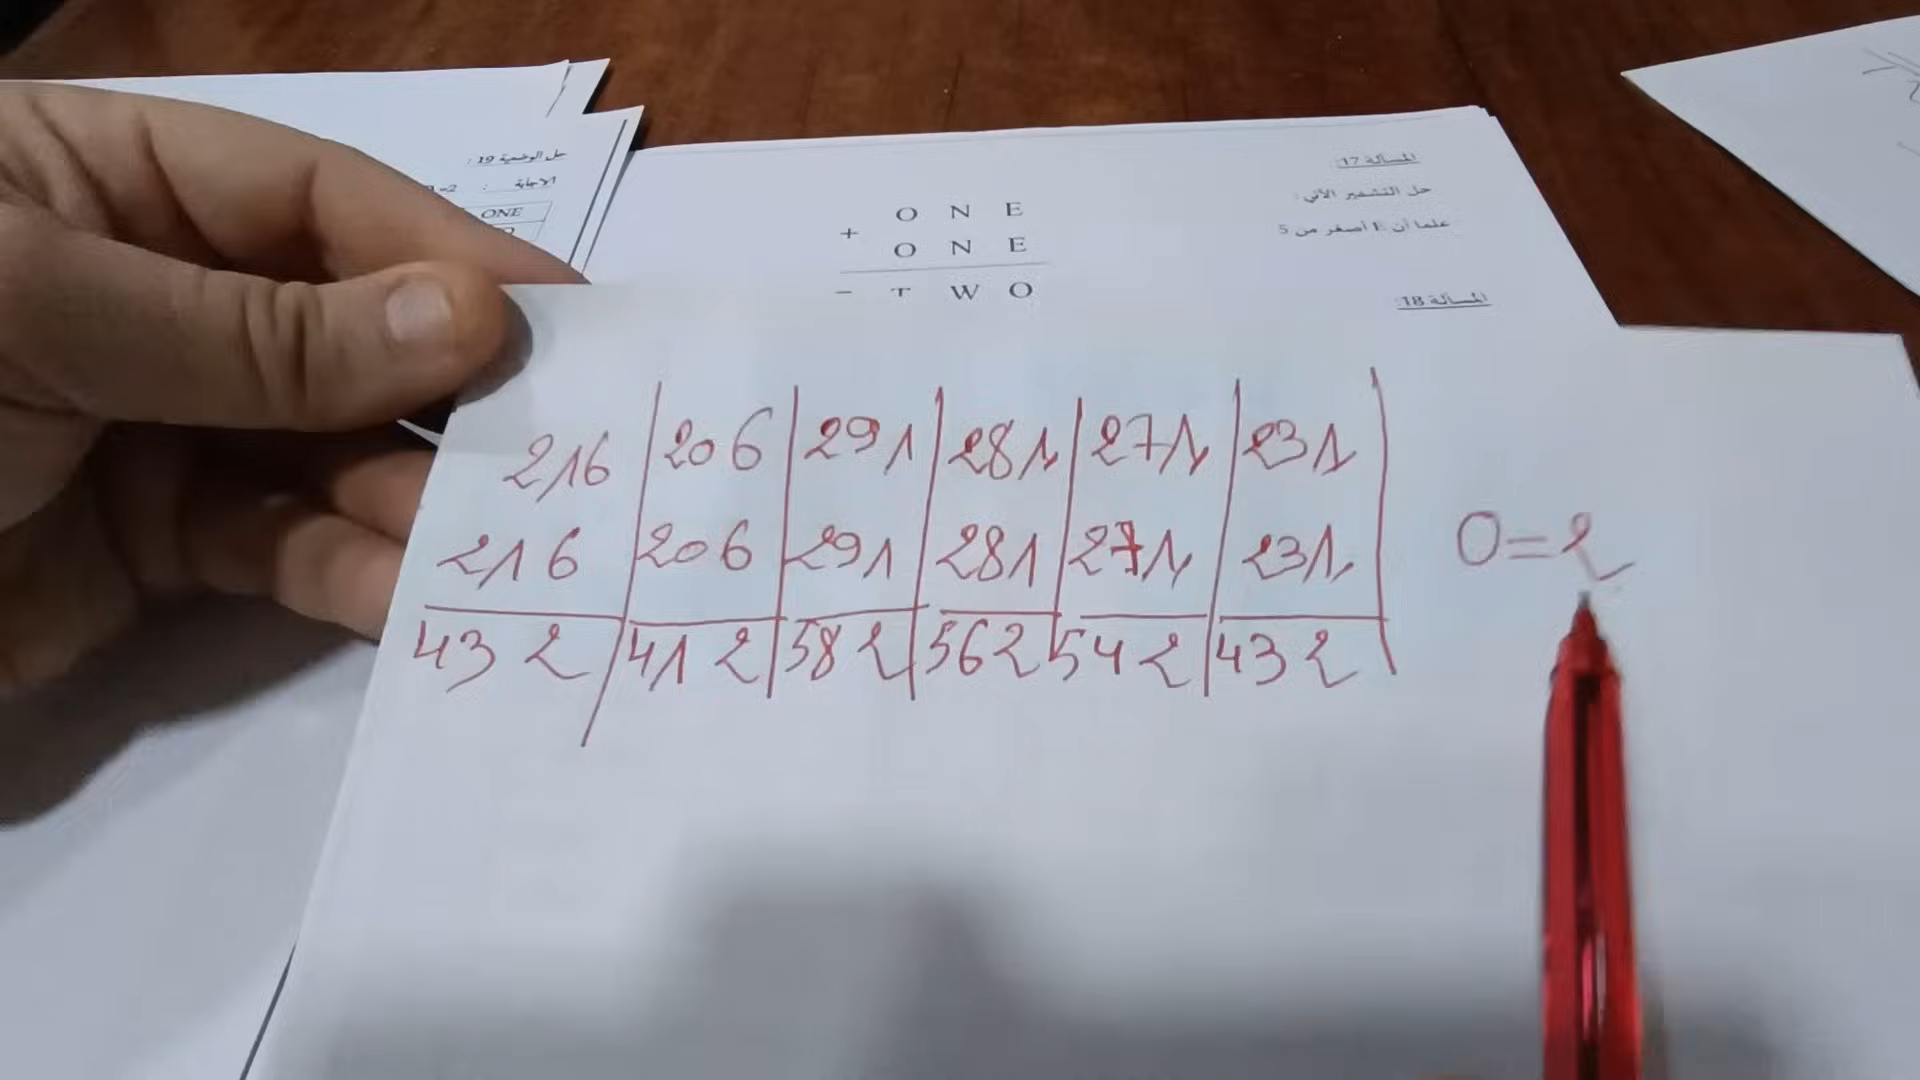 حل الوضعية 19 :
الاجابة :
=2
ONE
المسألة 17:
حل التشفير الآتي :
علما أن E أصغر من 5
O N E
+
O N E
T W O
المسألة 18:
216 206 291 281 271 231
216 206 291 281 271 231
432 412 582 562 542 432
O=2